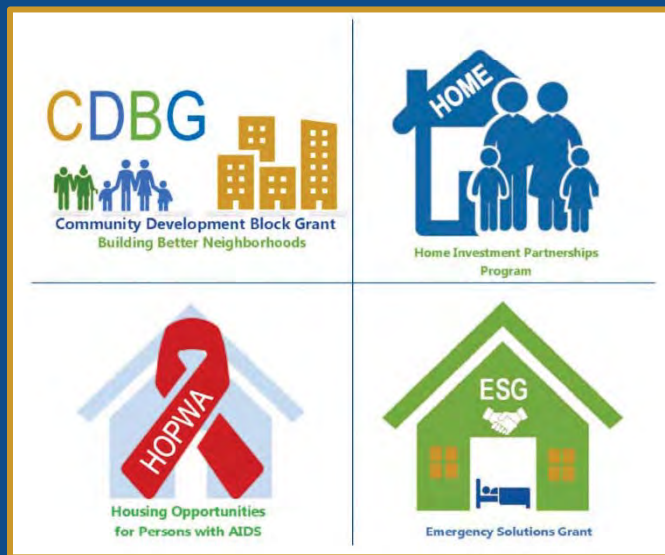 CDBG
Community Development Block Grant
Building Better Neighborhoods
HOME
Home Investment Partnerships
Program
HOPWA
Housing Opportunities
for Persons with AIDS
ESG
Emergency Solutions Grant